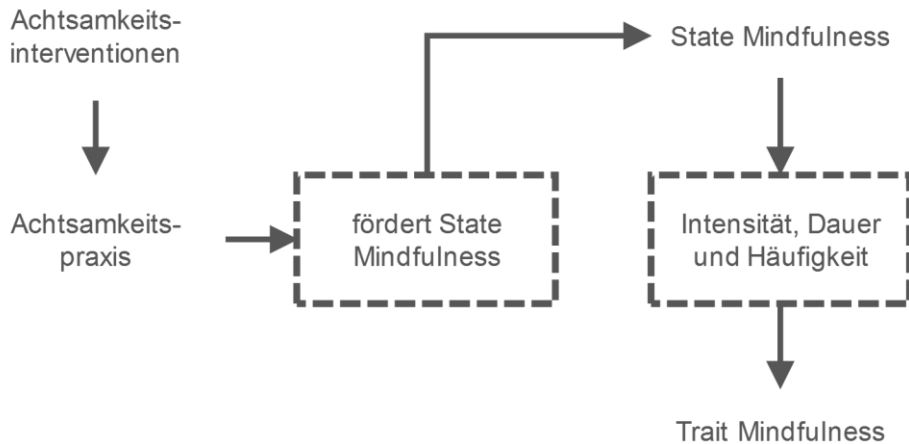 Achtsamkeits-
interventionen
Achtsamkeits-
praxis
fördert State
Mindfulness
State Mindfulness
Intensität, Dauer
und Häufigkeit
Trait Mindfulness